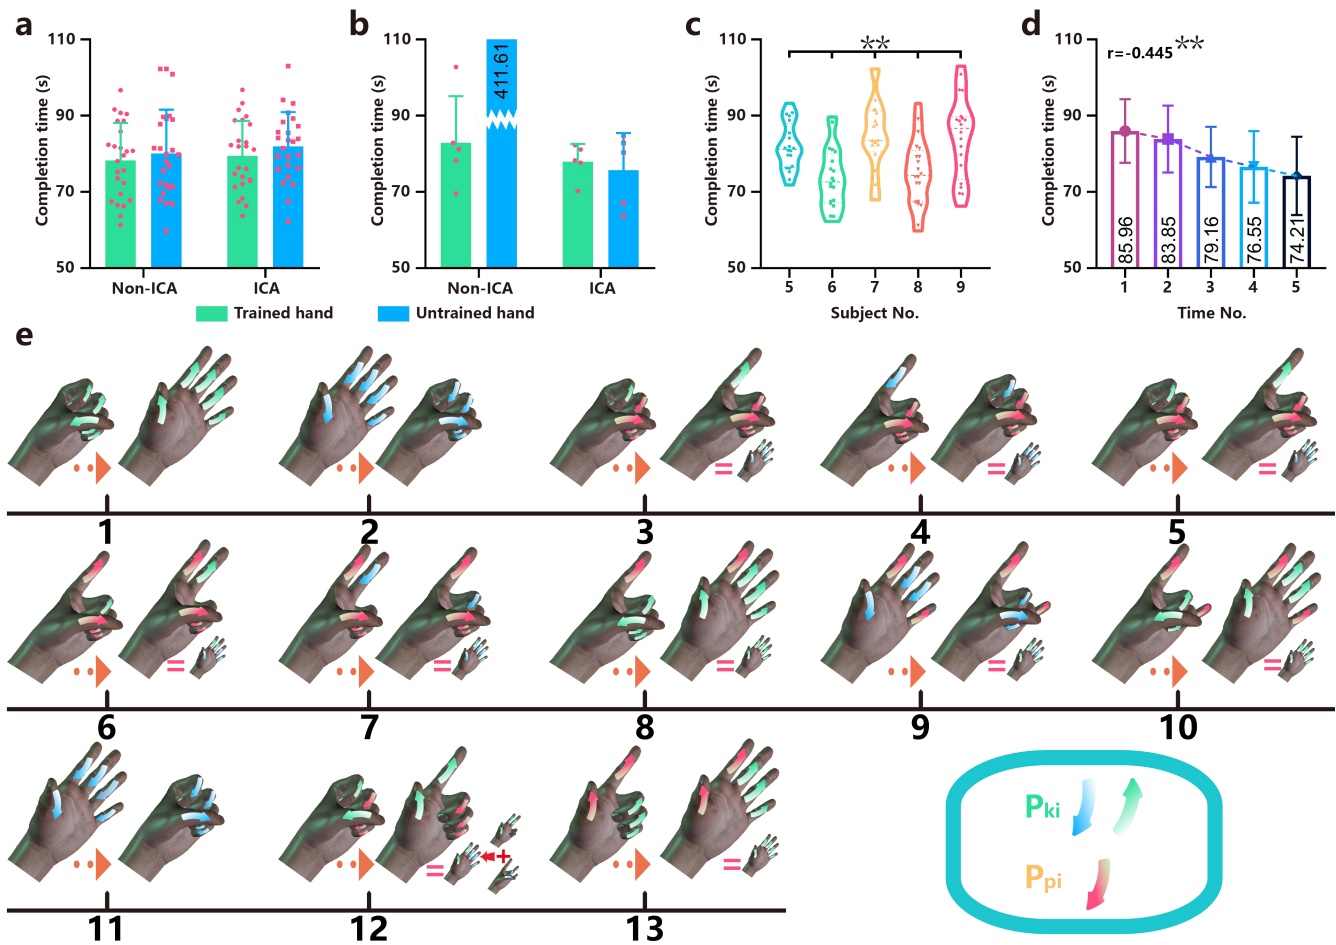 a
Completion time (s)
110
90
70
50
Non-ICA
ICA
b
Completion time (s)
110
90
70
50
411.61
Non-ICA
ICA
Trained hand
Untrained hand
c
Completion time (s)
110
90
70
50
**
5 6 7 8 9
Subject No.
d
Completion time (s)
110
90
70
50
r=-0.445**
85.96
83.85
79.16
76.55
74.21
1 2 3 4 5
Time No.
e
= = =
1 2 3 4 5
= = = = =
6 7 8 9 10
= + =
11 12 13
Pki
Ppi